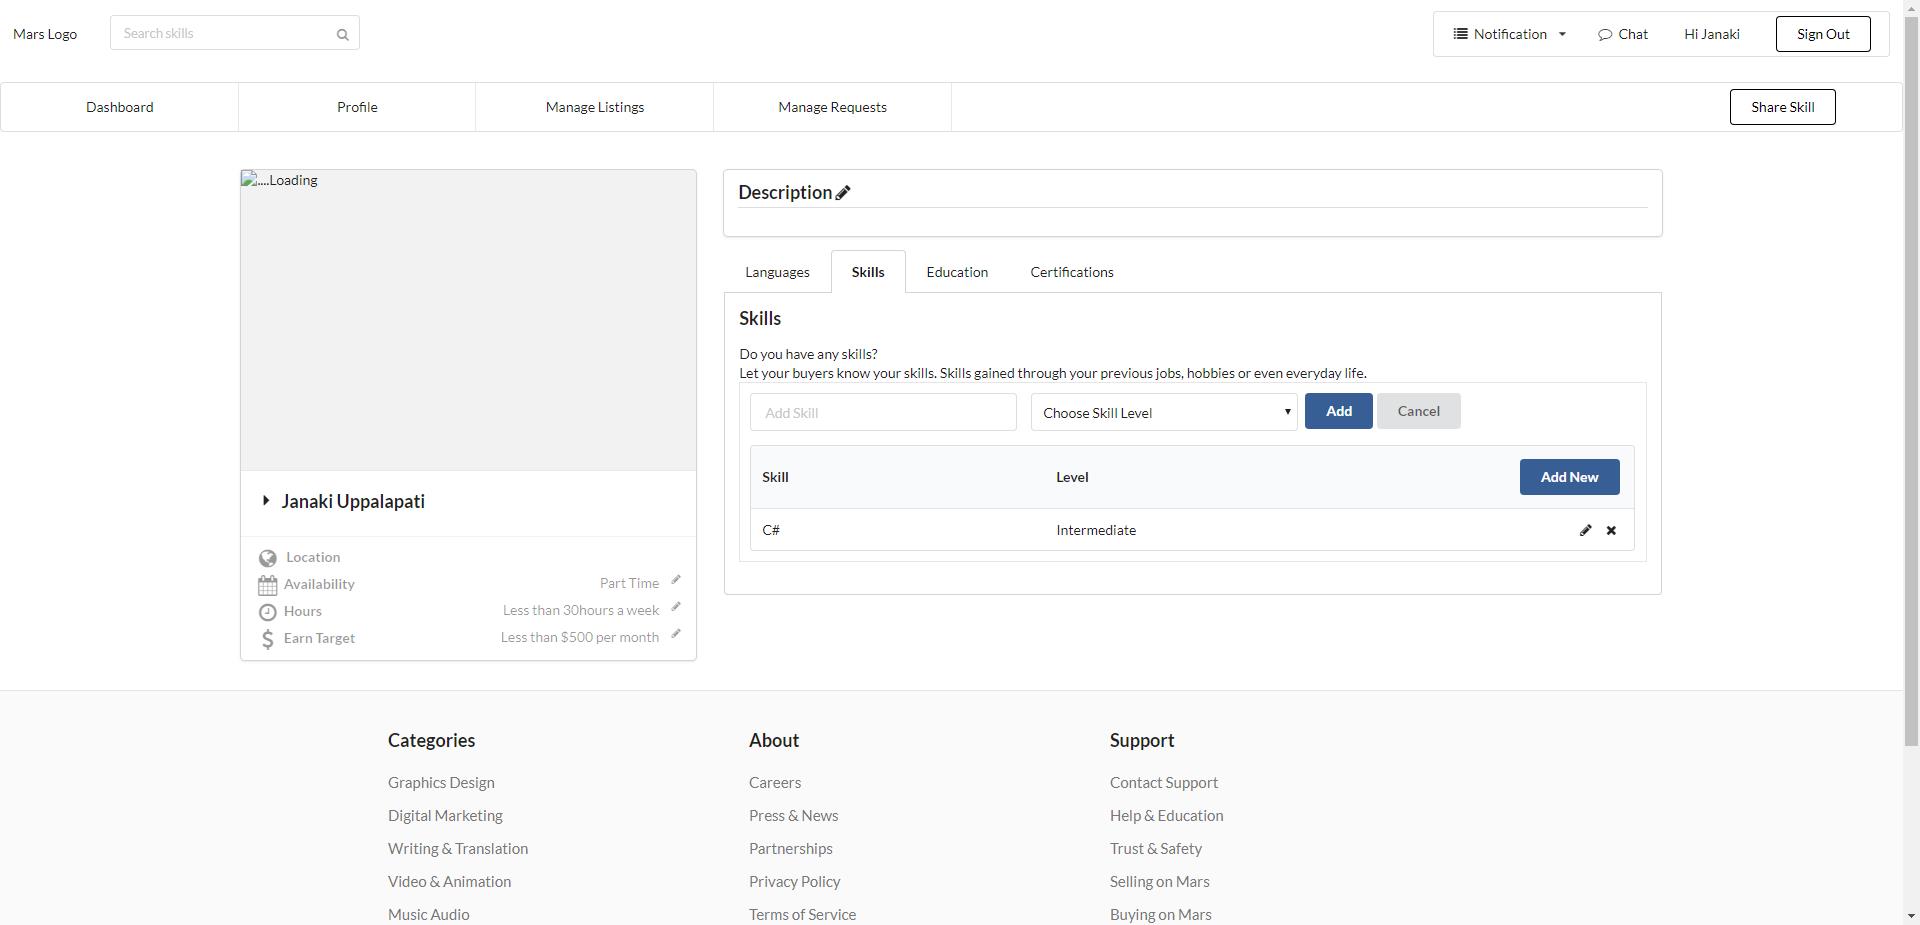 Mars Logo
Search skills
Notification
Chat
Hi Janaki
Sign Out
Dashboard
Profile
Manage Listings
Manage Requests
Share Skill
....Loading
Janaki Uppalapati
Location
Availability
Part Time
Hours
Less than 30hours a week
Earn Target
Less than $500 per month
Description
Languages
Skills
Education
Certifications
Skills
Do you have any skills?
Let your buyers know your skills. Skills gained through your previous jobs, hobbies or even everyday life.
Add Skill
Choose Skill Level
Add
Cancel
Skill
Level
Add New
C#
Intermediate
Categories
Graphics Design
Digital Marketing
Writing & Translation
Video & Animation
Music Audio
About
Careers
Press & News
Partnerships
Privacy Policy
Terms of Service
Support
Contact Support
Help & Education
Trust & Safety
Selling on Mars
Buying on Mars